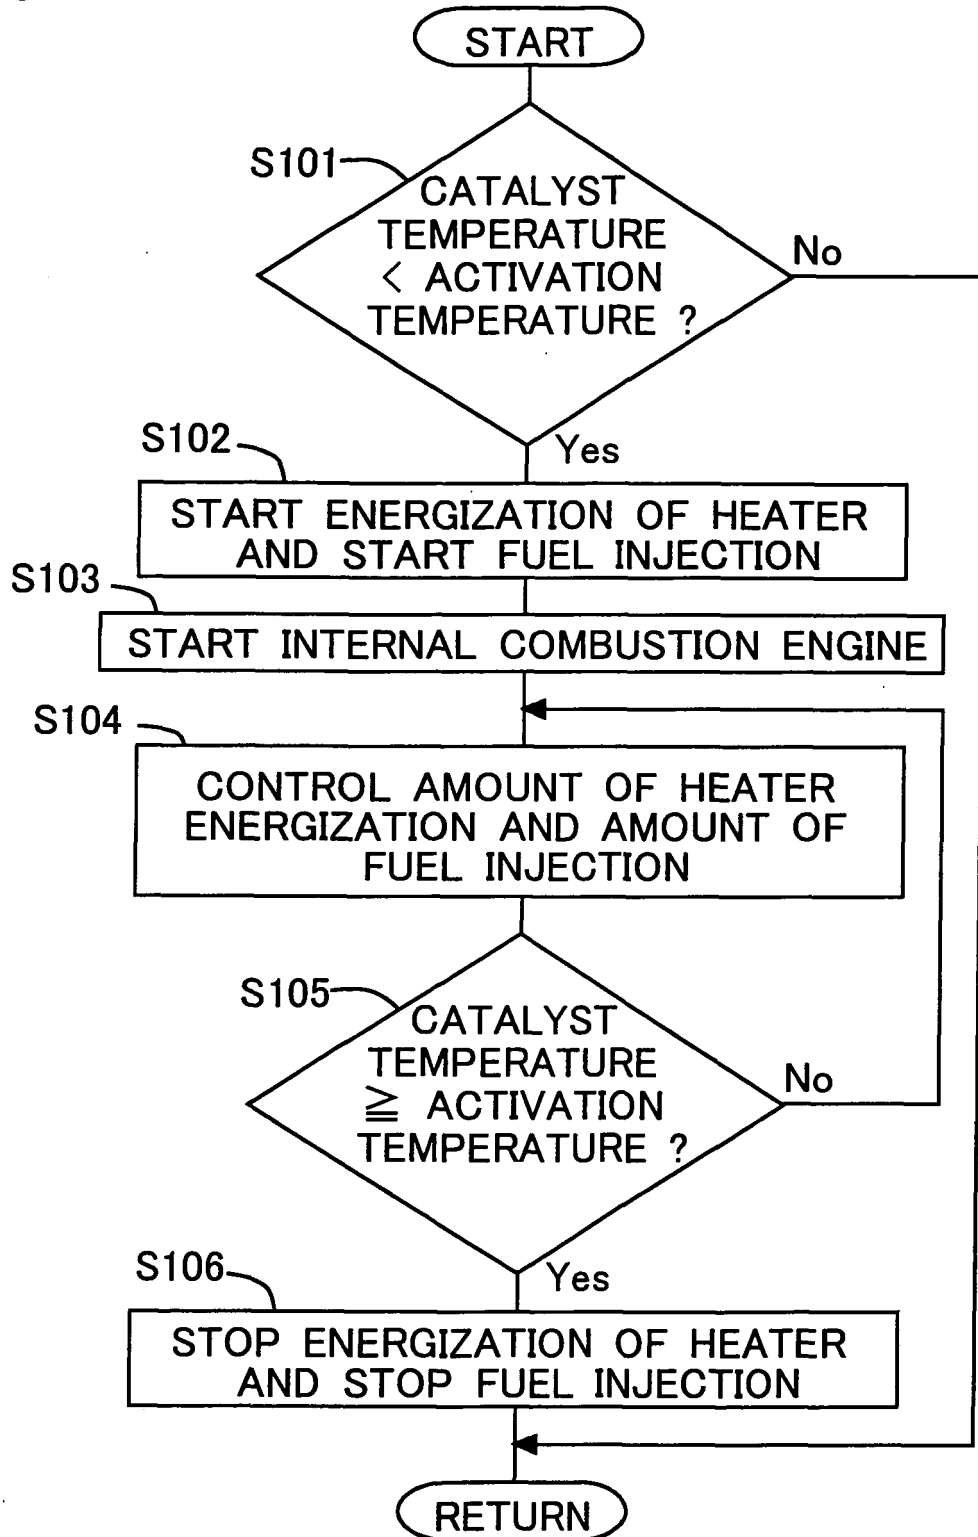 START
S101
CATALYST
TEMPERATURE
< ACTIVATION
TEMPERATURE ?
No
Yes
S102
START ENERGIZATION OF HEATER
AND START FUEL INJECTION
S103
START INTERNAL COMBUSTION ENGINE
S104
CONTROL AMOUNT OF HEATER
ENERGIZATION AND AMOUNT OF
FUEL INJECTION
S105
CATALYST
TEMPERATURE
≧ ACTIVATION
TEMPERATURE ?
No
Yes
S106
STOP ENERGIZATION OF HEATER
AND STOP FUEL INJECTION
RETURN